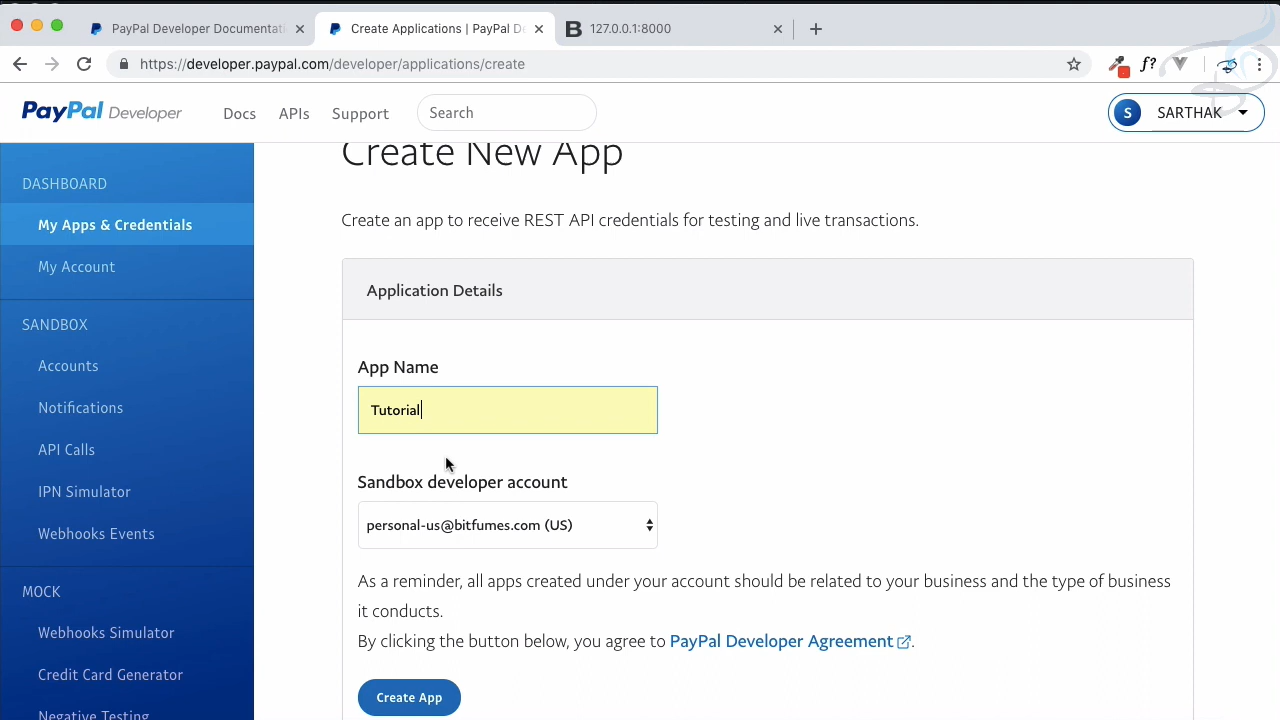 PayPal Developer Documentati
Create Applications | PayPal De
B 127.0.0.1:8000
https://developer.paypal.com/developer/applications/create
f?
PayPal Developer
Docs
APIs
Support
Search
S SARTHAK
DASHBOARD
My Apps & Credentials
My Account
SANDBOX
Accounts
Notifications
API Calls
IPN Simulator
Webhooks Events
MOCK
Webhooks Simulator
Credit Card Generator
Negative Testing
Create New App
Create an app to receive REST API credentials for testing and live transactions.
Application Details
App Name
Tutorial
Sandbox developer account
personal-us@bitfumes.com (US)
As a reminder, all apps created under your account should be related to your business and the type of business
it conducts.
By clicking the button below, you agree to PayPal Developer Agreement.
Create App